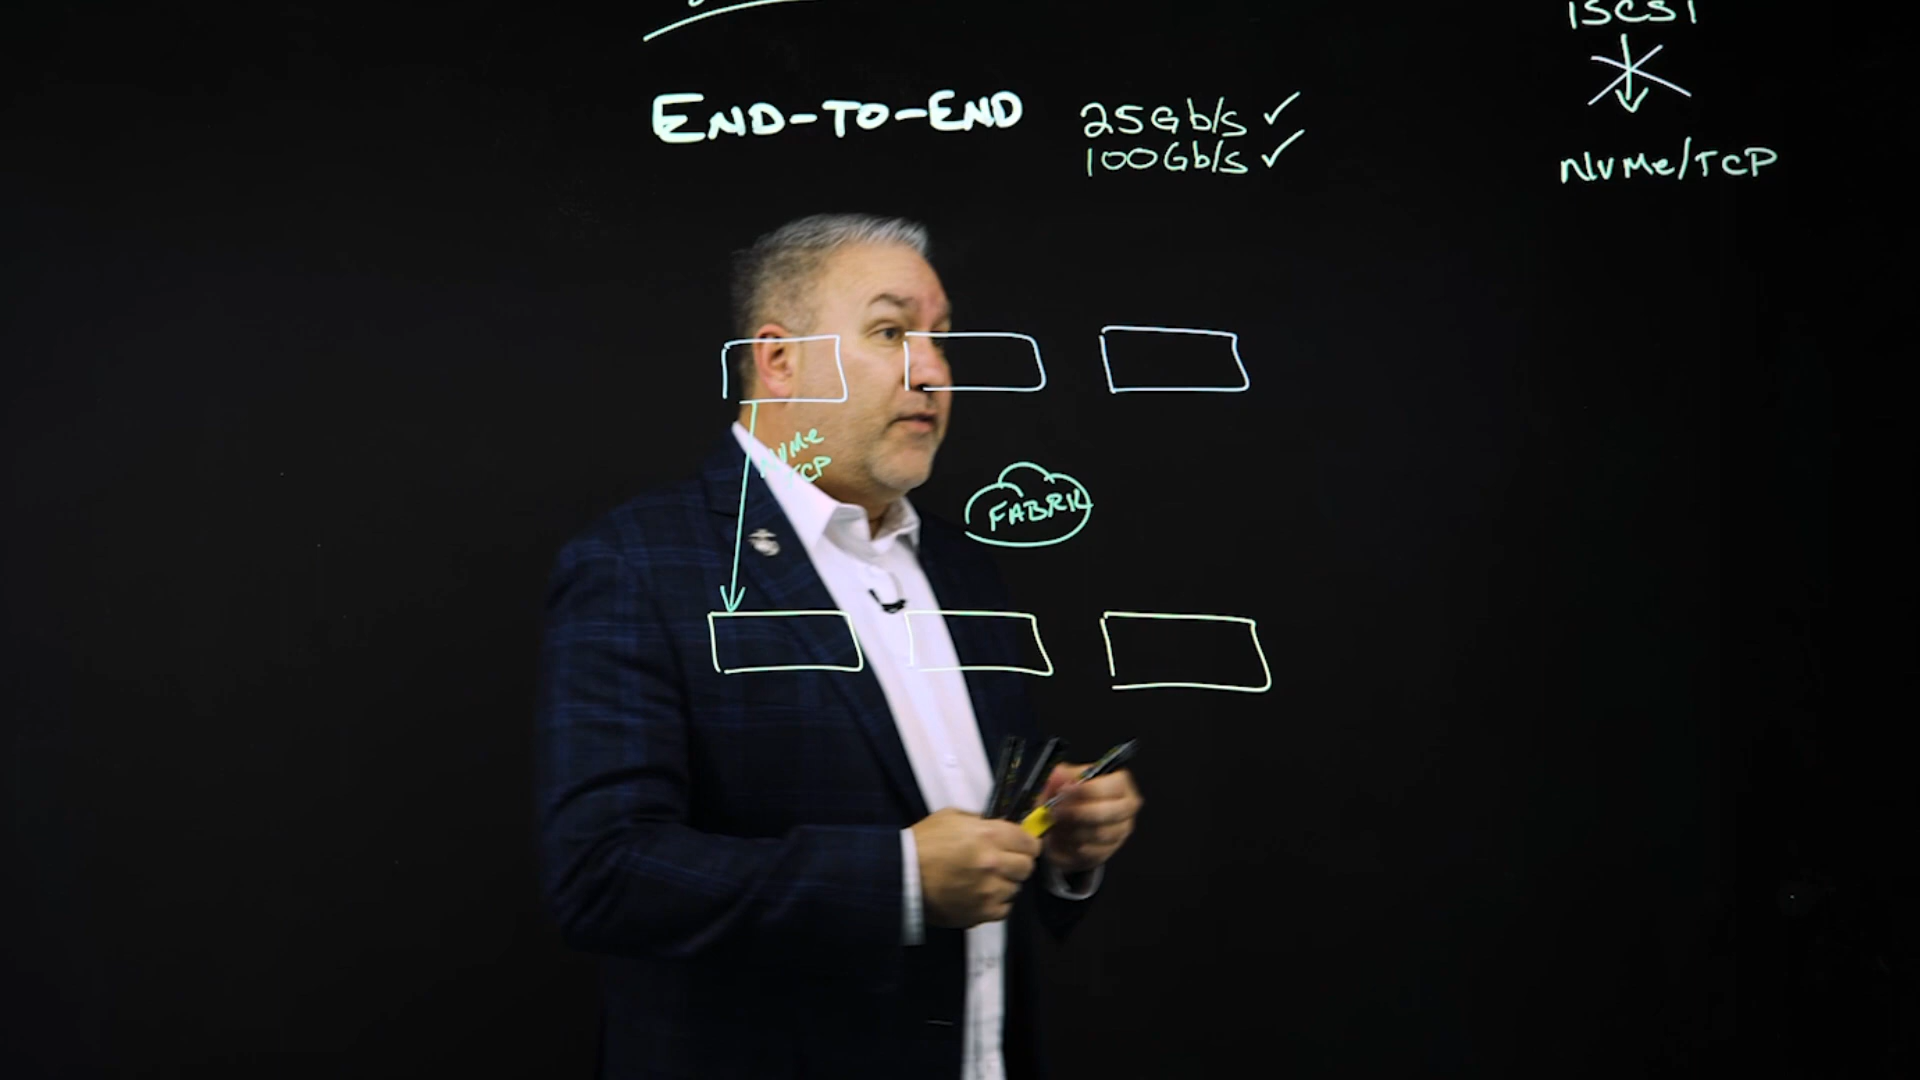 ISCSI
END-TO-END
25Gb/s ✓
100Gb/s ✓
NVMe/TCP
NVMe
TCP
FABRIC